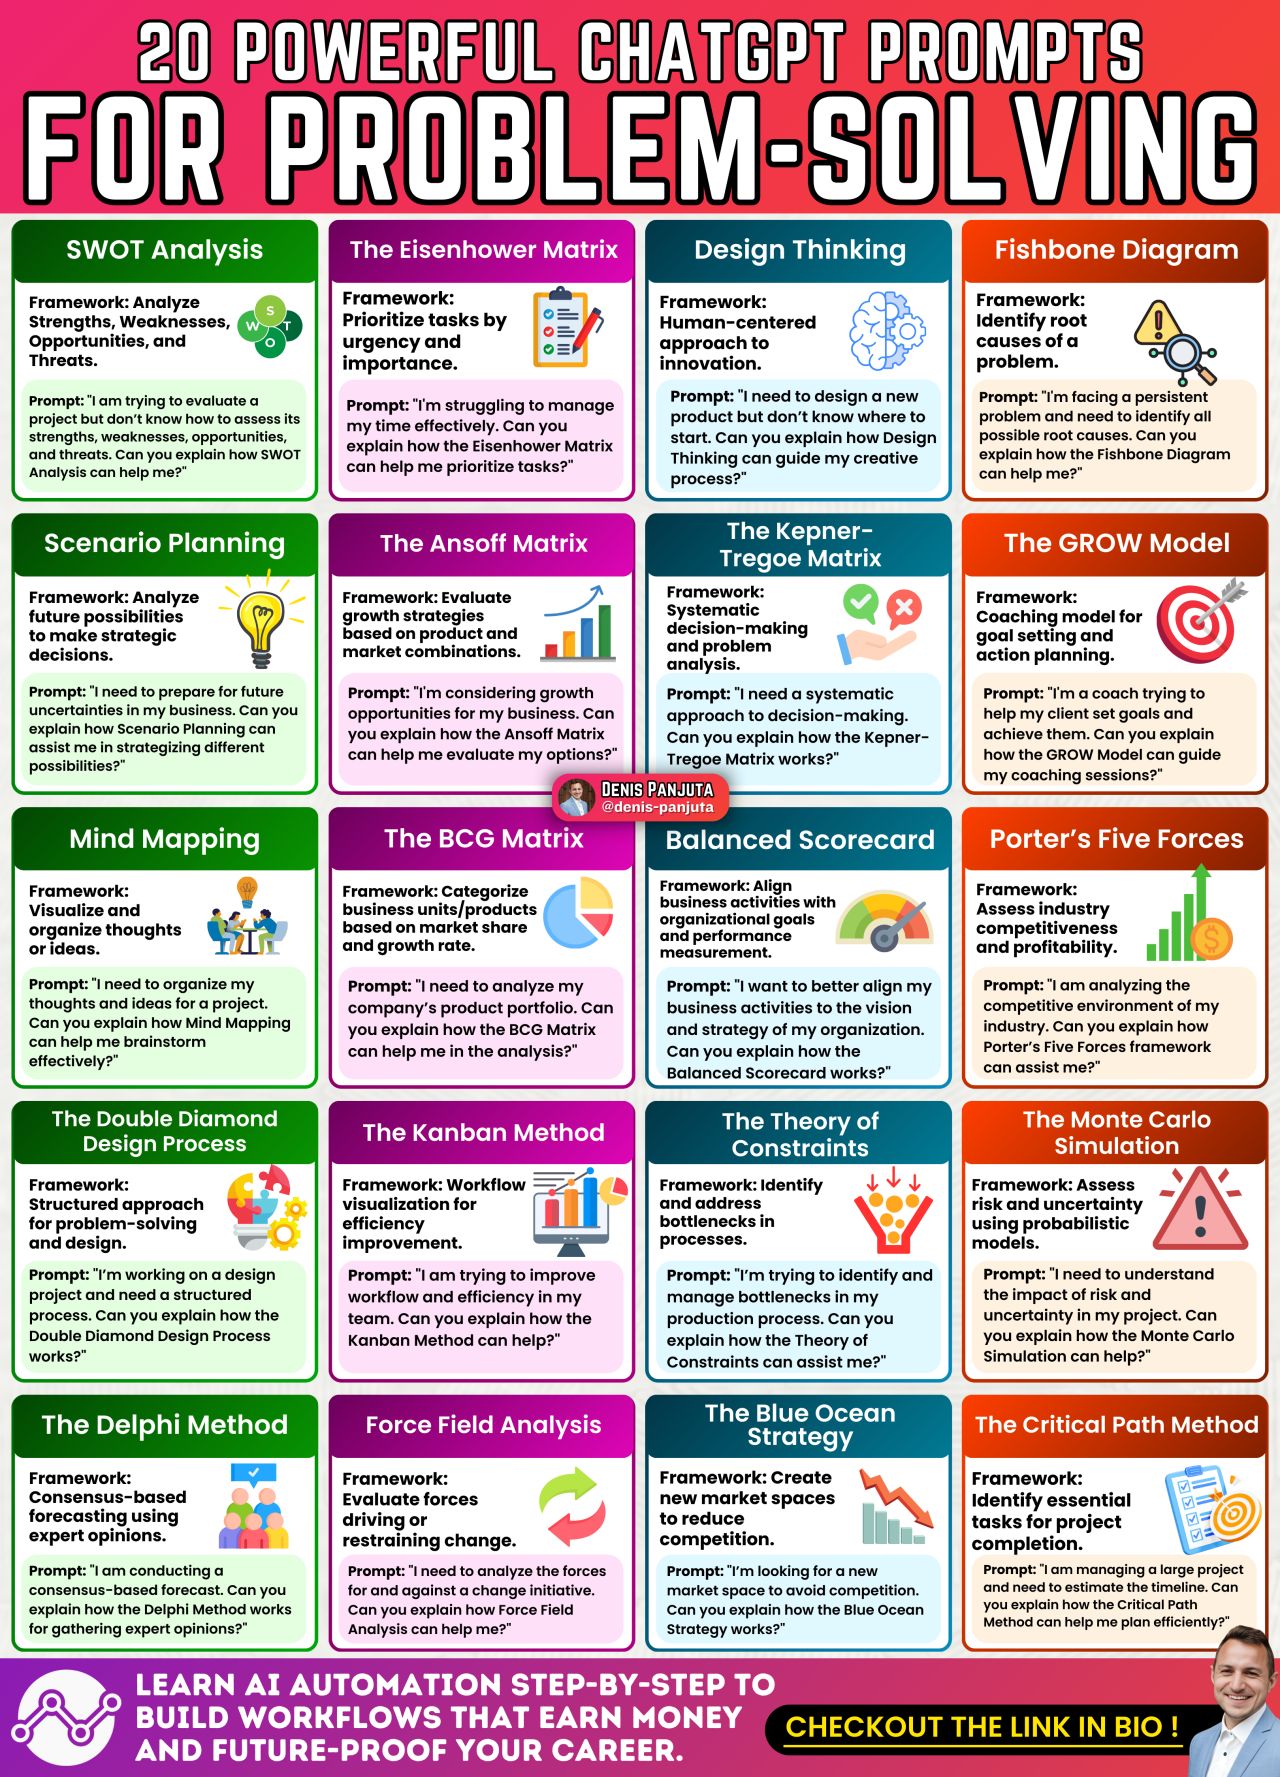 20 POWERFUL CHATGPT PROMPTS
FOR PROBLEM-SOLVING
SWOT Analysis
Framework: Analyze
Strengths, Weaknesses,
Opportunities, and
Threats.
S
W T
O
Prompt: "I am trying to evaluate a
project but don't know how to assess its
strengths, weaknesses, opportunities,
and threats. Can you explain how SWOT
Analysis can help me?"
The Eisenhower Matrix
Framework:
Prioritize tasks by
urgency and
importance.
Prompt: "I'm struggling to manage
my time effectively. Can you
explain how the Eisenhower Matrix
can help me prioritize tasks?"
Design Thinking
Framework:
Human-centered
approach to
innovation.
Prompt: "I need to design a new
product but don't know where to
start. Can you explain how Design
Thinking can guide my creative
process?"
Fishbone Diagram
Framework:
Identify root
causes of a
problem.
Prompt: "I'm facing a persistent
problem and need to identify all
possible root causes. Can you
explain how the Fishbone Diagram
can help me?"
Scenario Planning
Framework: Analyze
future possibilities
to make strategic
decisions.
Prompt: "I need to prepare for future
uncertainties in my business. Can you
explain how Scenario Planning can
assist me in strategizing different
possibilities?"
The Ansoff Matrix
Framework: Evaluate
growth strategies
based on product and
market combinations.
Prompt: "I'm considering growth
opportunities for my business. Can
you explain how the Ansoff Matrix
can help me evaluate my options?"
The Kepner-
Tregoe Matrix
Framework:
Systematic
decision-making
and problem
analysis.
Prompt: "I need a systematic
approach to decision-making.
Can you explain how the Kepner-
Tregoe Matrix works?"
The GROW Model
Framework:
Coaching model for
goal setting and
action planning.
Prompt: "I'm a coach trying to
help my client set goals and
achieve them. Can you explain
how the GROW Model can guide
my coaching sessions?"
DENIS PANJUTA
@denis-panjuta
Mind Mapping
Framework:
Visualize and
organize thoughts
or ideas.
Prompt: "I need to organize my
thoughts and ideas for a project.
Can you explain how Mind Mapping
can help me brainstorm
effectively?"
The BCG Matrix
Framework: Categorize
business units/products
based on market share
and growth rate.
Prompt: "I need to analyze my
company's product portfolio. Can
you explain how the BCG Matrix
can help me in the analysis?"
Balanced Scorecard
Framework: Align
business activities with
organizational goals
and performance
measurement.
Prompt: "I want to better align my
business activities to the vision
and strategy of my organization.
Can you explain how the
Balanced Scorecard works?"
Porter's Five Forces
Framework:
Assess industry
competitiveness
and profitability.
$
Prompt: "I am analyzing the
competitive environment of my
industry. Can you explain how
Porter's Five Forces framework
can assist me?"
The Double Diamond
Design Process
Framework:
Structured approach
for problem-solving
and design.
Prompt: "I'm working on a design
project and need a structured
process. Can you explain how the
Double Diamond Design Process
works?"
The Kanban Method
Framework: Workflow
visualization for
efficiency
improvement.
Prompt: "I am trying to improve
workflow and efficiency in my
team. Can you explain how the
Kanban Method can help?"
The Theory of
Constraints
Framework: Identify
and address
bottlenecks in
processes.
Prompt: "I'm trying to identify and
manage bottlenecks in my
production process. Can you
explain how the Theory of
Constraints can assist me?"
The Monte Carlo
Simulation
Framework: Assess
risk and uncertainty
using probabilistic
models.
Prompt: "I need to understand
the impact of risk and
uncertainty in my project. Can
you explain how the Monte Carlo
Simulation can help?"
The Delphi Method
Framework:
Consensus-based
forecasting using
expert opinions.
Prompt: "I am conducting a
consensus-based forecast. Can you
explain how the Delphi Method works
for gathering expert opinions?"
Force Field Analysis
Framework:
Evaluate forces
driving or
restraining change.
Prompt: "I need to analyze the forces
for and against a change initiative.
Can you explain how Force Field
Analysis can help me?"
The Blue Ocean
Strategy
Framework: Create
new market spaces
to reduce
competition.
Prompt: "I'm looking for a new
market space to avoid competition.
Can you explain how the Blue Ocean
Strategy works?"
The Critical Path Method
Framework:
Identify essential
tasks for project
completion.
Prompt: "I am managing a large project
and need to estimate the timeline. Can
you explain how the Critical Path
Method can help me plan efficiently?"
LEARN AI AUTOMATION STEP-BY-STEP TO
BUILD WORKFLOWS THAT EARN MONEY
AND FUTURE-PROOF YOUR CAREER.
CHECKOUT THE LINK IN BIO !